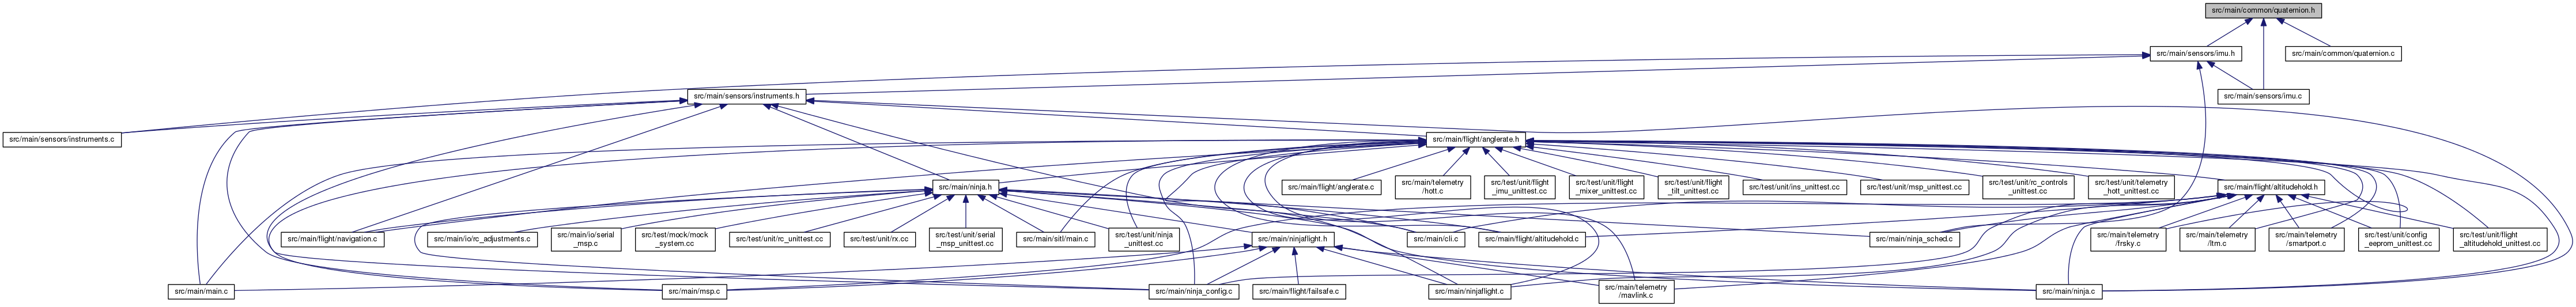 src/main/common/quaternion.h
src/main/sensors/imu.h
src/main/common/quaternion.c
src/main/sensors/instruments.h
src/main/sensors/imu.c
src/main/sensors/instruments.c
src/main/flight/anglerate.h
src/main/ninja.h
src/main/flight/anglerate.c
src/main/telemetry
/hott.c
src/test/unit/flight
_imu_unittest.cc
src/test/unit/flight
_mixer_unittest.cc
src/test/unit/flight
_tilt_unittest.cc
src/test/unit/ins_unittest.cc
src/test/unit/msp_unittest.cc
src/test/unit/rc_controls
_unittest.cc
src/test/unit/telemetry
_hott_unittest.cc
src/main/flight/altitudehold.h
src/main/flight/navigation.c
src/main/io/rc_adjustments.c
src/main/io/serial
_msp.c
src/test/mock/mock
_system.cc
src/test/unit/rc_unittest.cc
src/test/unit/rx.cc
src/test/unit/serial
_msp_unittest.cc
src/main/sitl/main.c
src/test/unit/ninja
_unittest.cc
src/main/ninjaflight.h
src/main/cli.c
src/main/flight/altitudehold.c
src/main/ninja_sched.c
src/main/telemetry
/frsky.c
src/main/telemetry
/ltm.c
src/main/telemetry
/smartport.c
src/test/unit/config
_eeprom_unittest.cc
src/test/unit/flight
_altitudehold_unittest.cc
src/main/main.c
src/main/msp.c
src/main/ninja_config.c
src/main/flight/failsafe.c
src/main/ninjaflight.c
src/main/telemetry
/mavlink.c
src/main/ninja.c